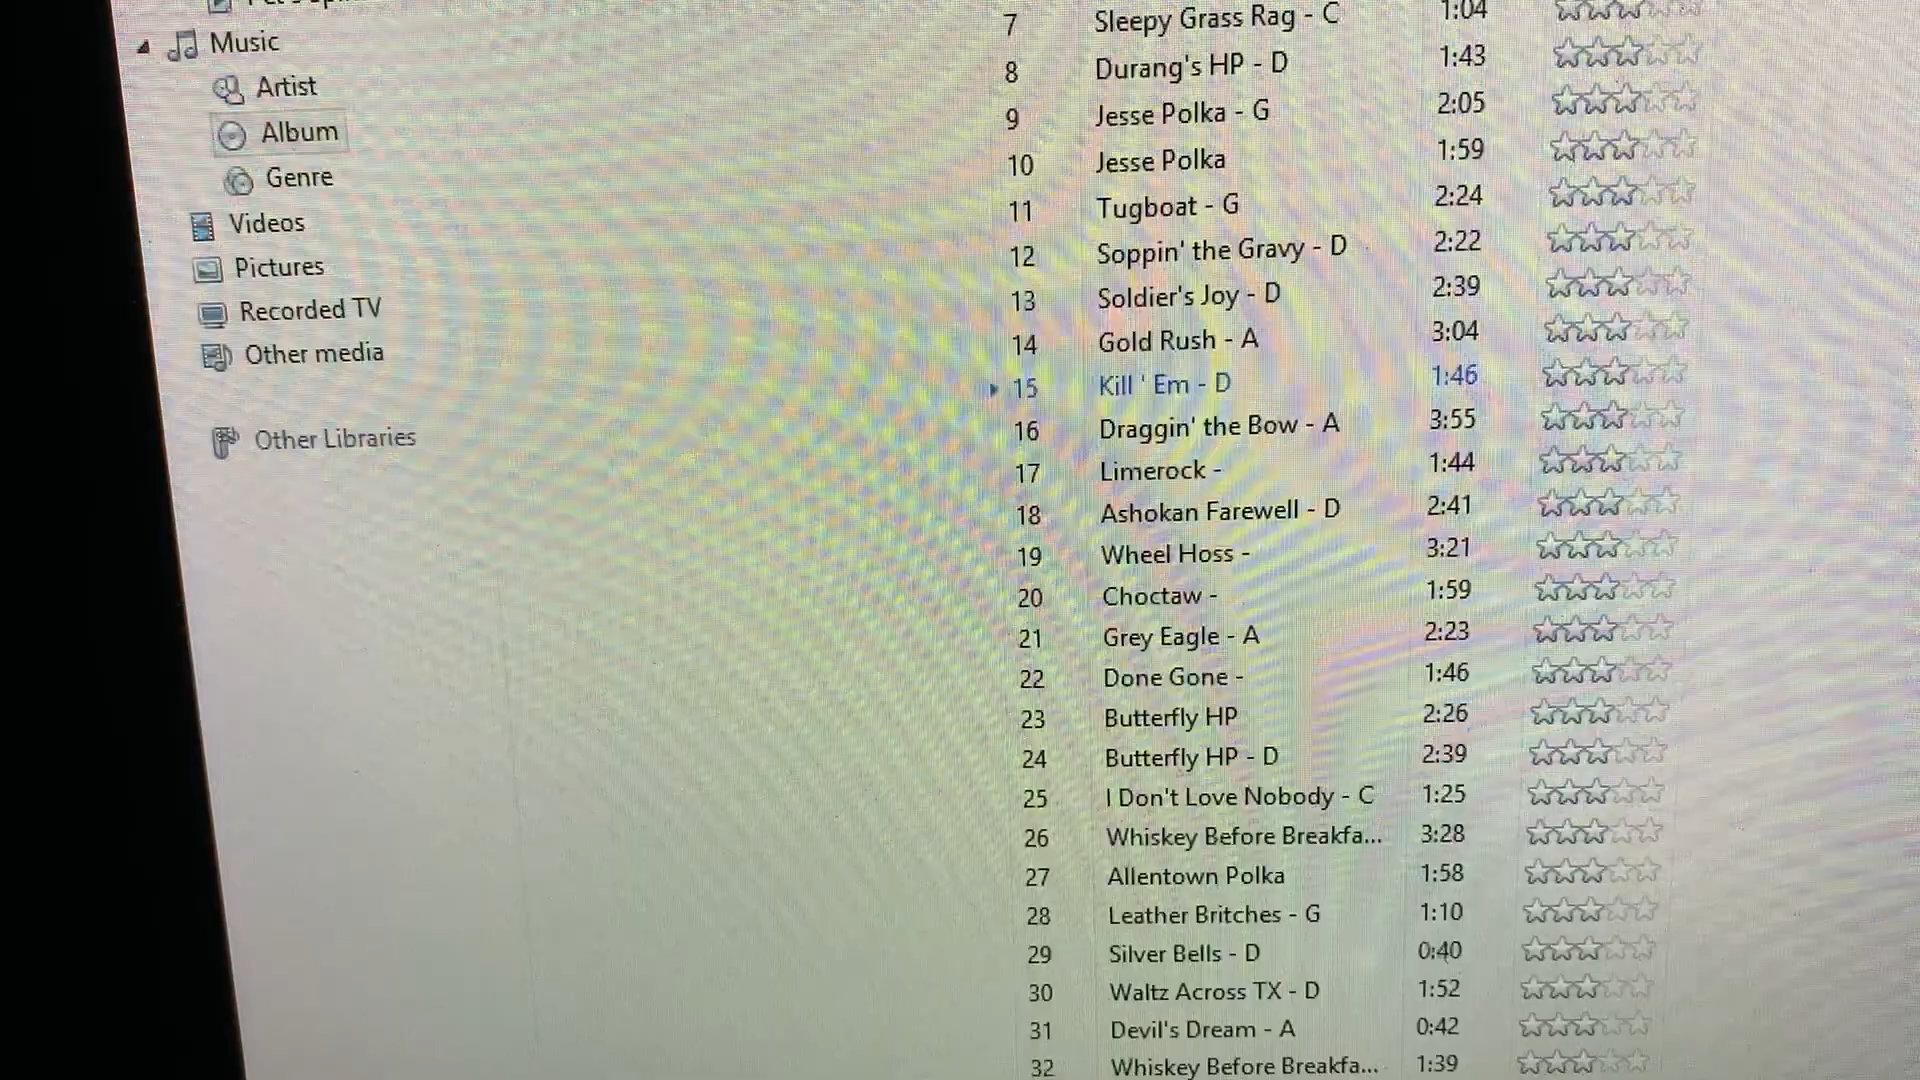 Music
Artist
Album
Genre
Videos
Pictures
Recorded TV
Other media
Other Libraries
7 Sleepy Grass Rag - C 1:04
8 Durang's HP - D 1:43
9 Jesse Polka - G 2:05
10 Jesse Polka 1:59
11 Tugboat - G 2:24
12 Soppin' the Gravy - D 2:22
13 Soldier's Joy - D 2:39
14 Gold Rush - A 3:04
15 Kill ' Em - D 1:46
16 Draggin' the Bow - A 3:55
17 Limerock - 1:44
18 Ashokan Farewell - D 2:41
19 Wheel Hoss - 3:21
20 Choctaw - 1:59
21 Grey Eagle - A 2:23
22 Done Gone - 1:46
23 Butterfly HP 2:26
24 Butterfly HP - D 2:39
25 I Don't Love Nobody - C 1:25
26 Whiskey Before Breakfa... 3:28
27 Allentown Polka 1:58
28 Leather Britches - G 1:10
29 Silver Bells - D 0:40
30 Waltz Across TX - D 1:52
31 Devil's Dream - A 0:42
32 Whiskey Before Breakfa... 1:39